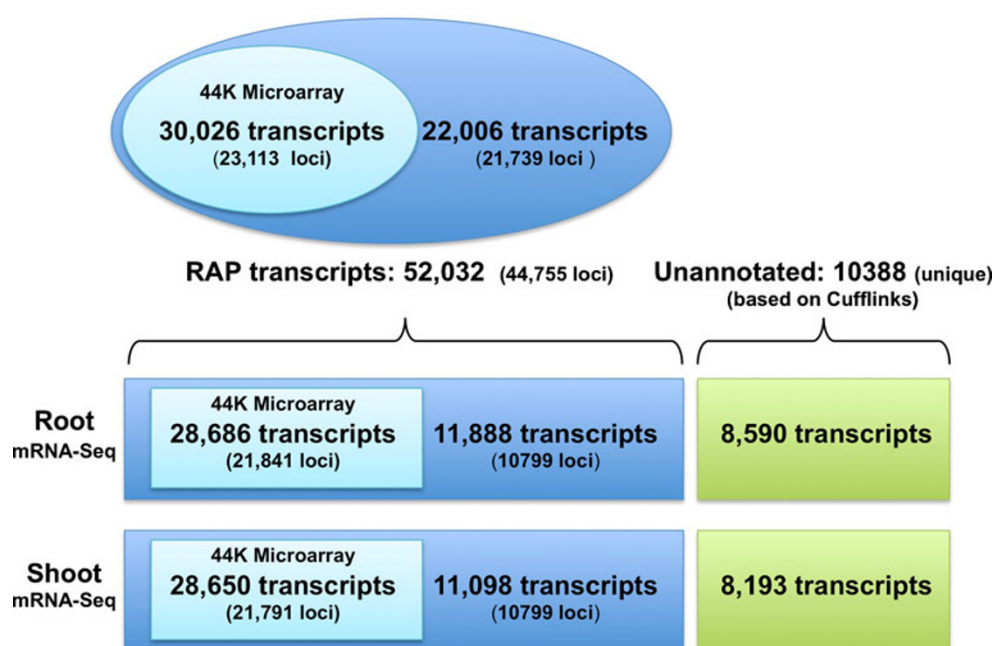 44K Microarray
30,026 transcripts
(23,113 loci)
22,006 transcripts
(21,739 loci )
RAP transcripts: 52,032 (44,755 loci)
Unannotated: 10388 (unique)
(based on Cufflinks)
Root
mRNA-Seq
44K Microarray
28,686 transcripts
(21,841 loci)
11,888 transcripts
(10799 loci)
8,590 transcripts
Shoot
mRNA-Seq
44K Microarray
28,650 transcripts
(21,791 loci)
11,098 transcripts
(10799 loci)
8,193 transcripts